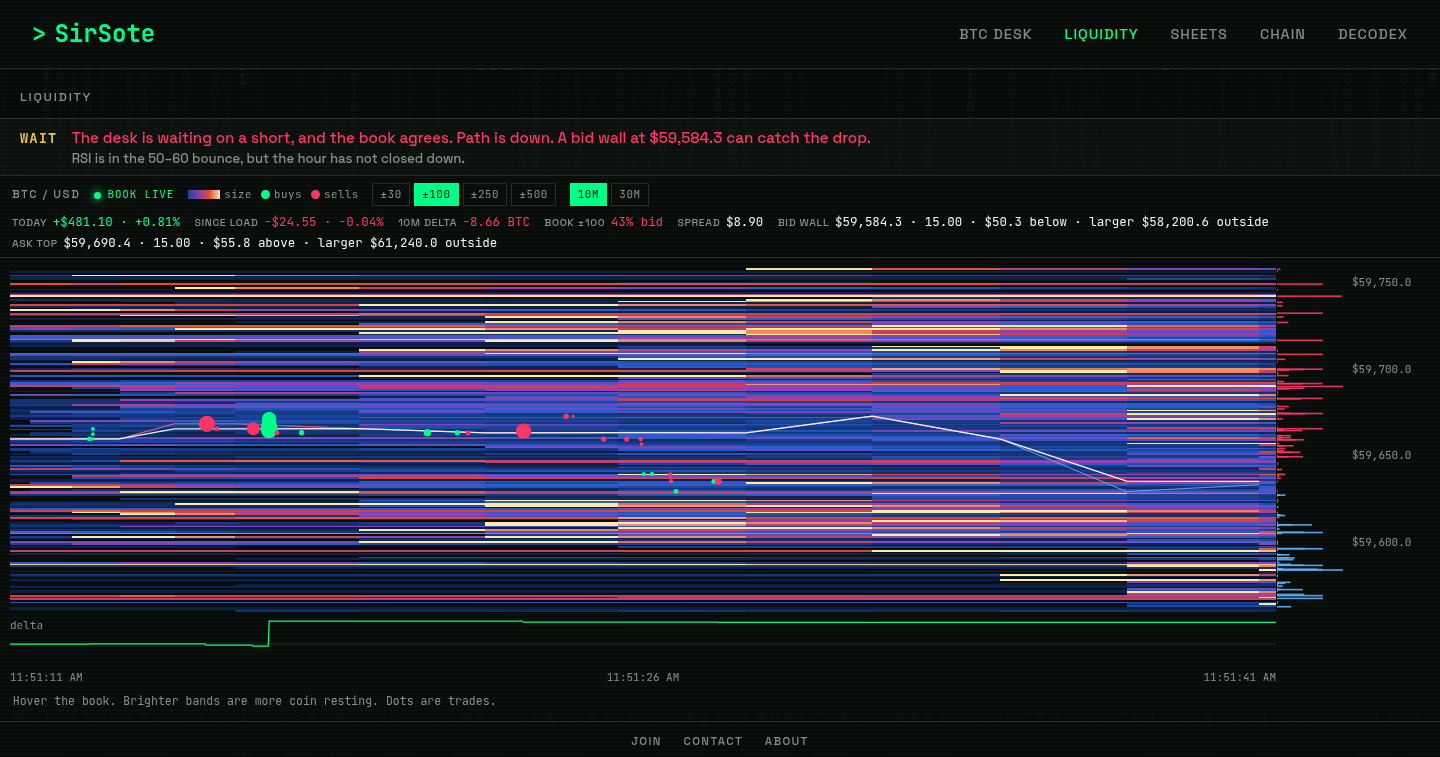 > SirSote
BTC DESK LIQUIDITY SHEETS CHAIN DECODEX
LIQUIDITY
WAIT The desk is waiting on a short, and the book agrees. Path is down. A bid wall at $59,584.3 can catch the drop.
RSI is in the 50–60 bounce, but the hour has not closed down.
BTC / USD BOOK LIVE size buys sells ±30 ±100 ±250 ±500 10M 30M
TODAY +$481.10 · +0.81% SINCE LOAD -$24.55 · -0.04% 10M DELTA -8.66 BTC BOOK ±100 43% bid SPREAD $8.90 BID WALL $59,584.3 · 15.00 · $50.3 below · larger $58,200.6 outside
ASK TOP $59,690.4 · 15.00 · $55.8 above · larger $61,240.0 outside
$59,750.0
$59,700.0
$59,650.0
$59,600.0
delta
11:51:11 AM 11:51:26 AM 11:51:41 AM
Hover the book. Brighter bands are more coin resting. Dots are trades.
JOIN CONTACT ABOUT